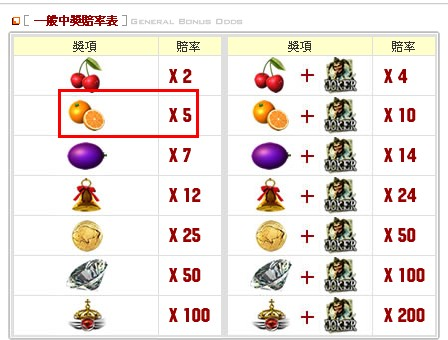 [ 一般中獎賠率表 ] GENERAL BONUS ODDS
獎項 賠率 獎項 賠率
X 2 + JOKER X 4
X 5 + JOKER X 10
X 7 + JOKER X 14
X 12 + JOKER X 24
X 25 + JOKER X 50
X 50 + JOKER X 100
X 100 + JOKER X 200